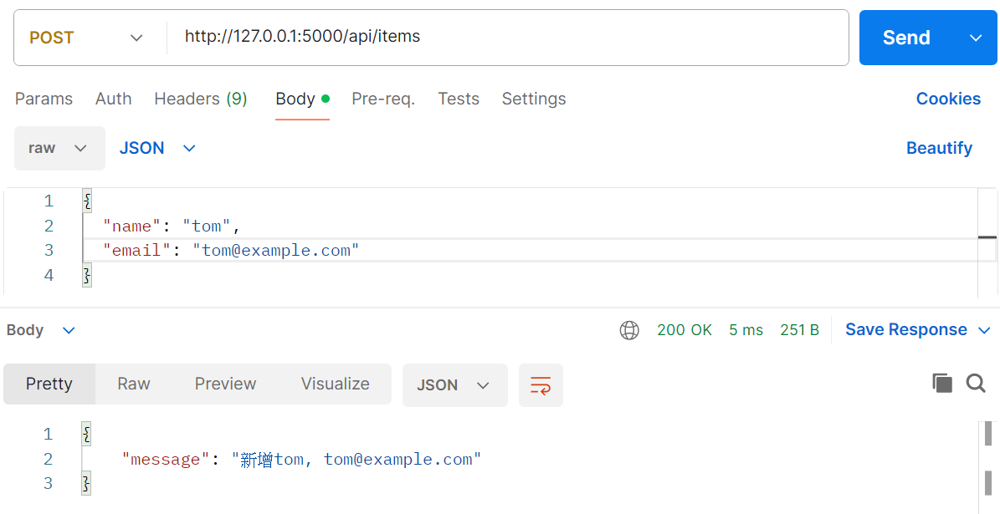 POST http://127.0.0.1:5000/api/items Send
Params Auth Headers (9) Body Pre-req. Tests Settings Cookies
raw JSON Beautify
1 {
2 "name": "tom",
3 "email": "tom@example.com"
4 }
Body 200 OK 5 ms 251 B Save Response
Pretty Raw Preview Visualize JSON
1 {
2 "message": "新增tom, tom@example.com"
3 }